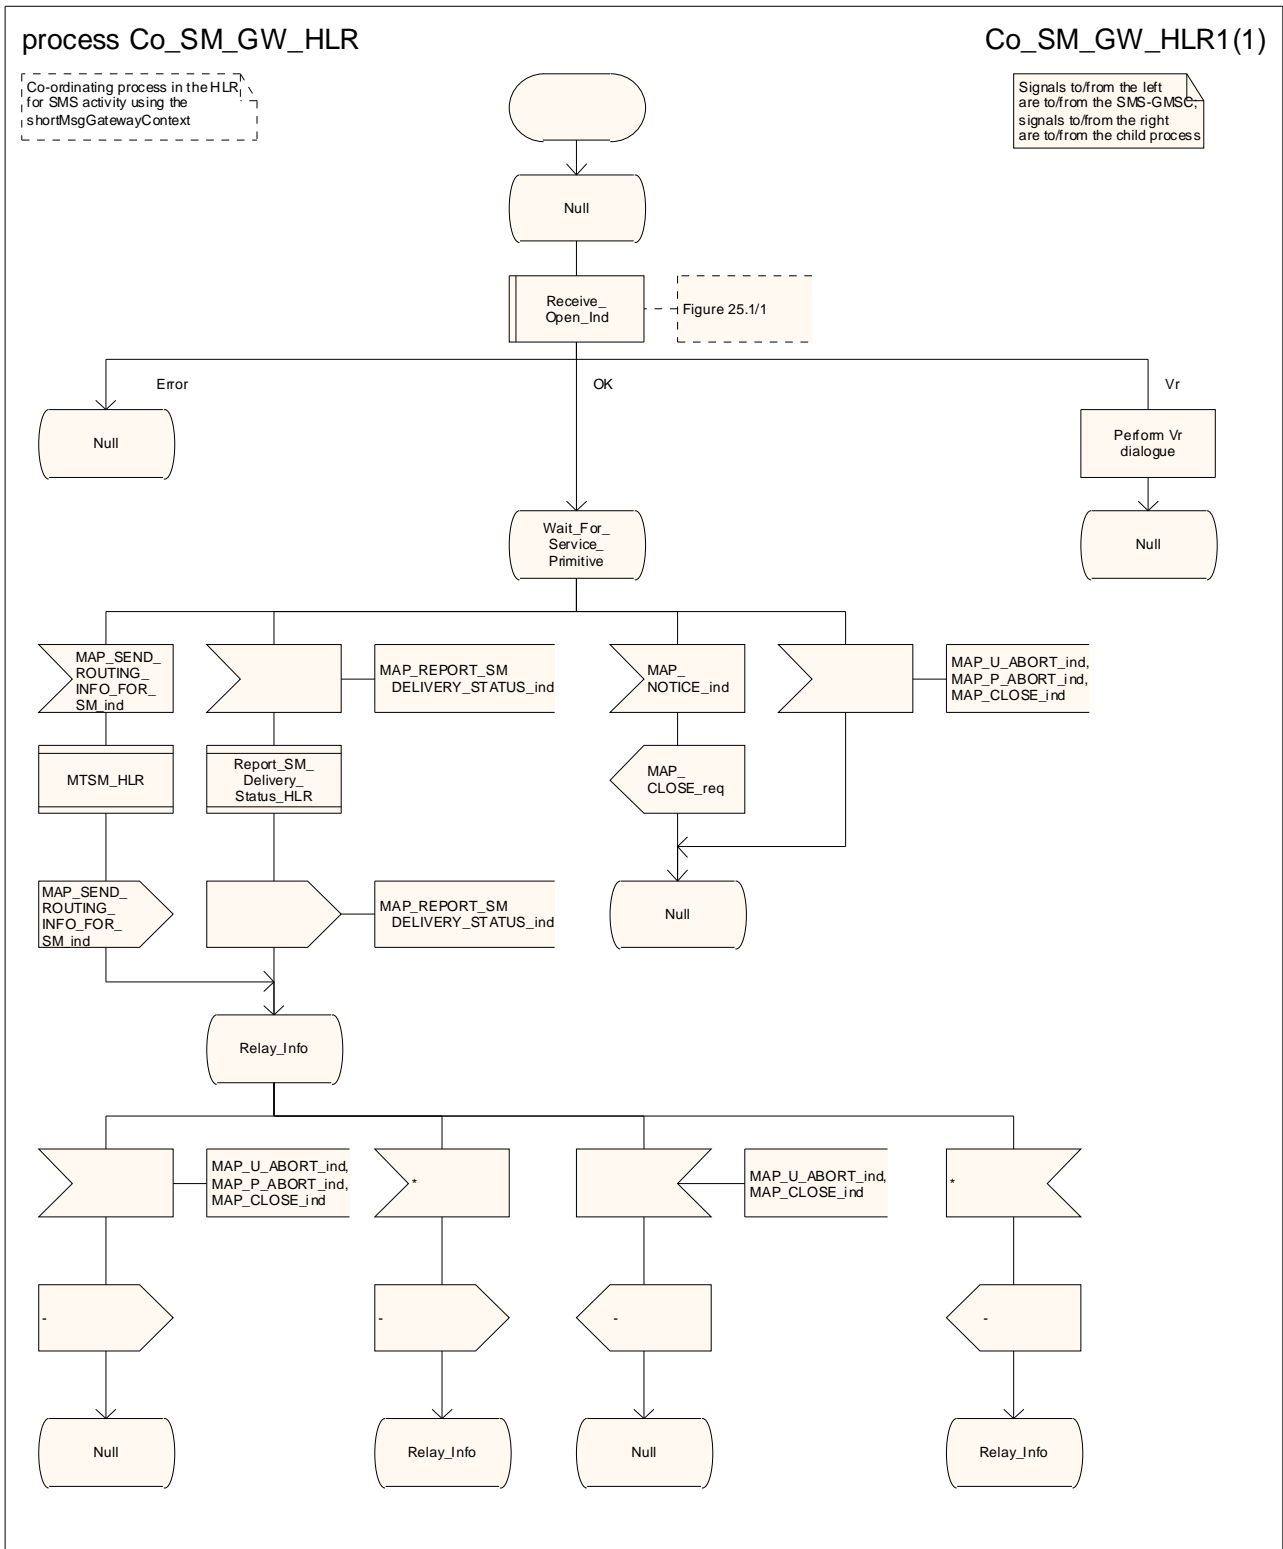 process Co_SM_GW_HLR
Co_SM_GW_HLR1(1)
Co-ordinating process in the HLR
for SMS activity using the
shortMsgGatewayContext
Signals to/from the left
are to/from the SMS-GMSC;
signals to/from the right
are to/from the child process
Null
Receive_
Open_Ind
Figure 25.1/1
Error
OK
Vr
Null
Perform Vr
dialogue
Wait_For_
Service_
Primitive
Null
MAP_SEND_
ROUTING_
INFO_FOR_
SM_ind
MAP_REPORT_SM
DELIVERY_STATUS_ind
MAP_
NOTICE_ind
MAP_U_ABORT_ind,
MAP_P_ABORT_ind,
MAP_CLOSE_ind
MTSM_HLR
Report_SM_
Delivery_
Status_HLR
MAP_
CLOSE_req
MAP_SEND_
ROUTING_
INFO_FOR_
SM_ind
MAP_REPORT_SM
DELIVERY_STATUS_ind
Null
Relay_Info
MAP_U_ABORT_ind,
MAP_P_ABORT_ind,
MAP_CLOSE_ind
*
MAP_U_ABORT_ind,
MAP_CLOSE_ind
*
-
-
-
-
Null
Relay_Info
Null
Relay_Info